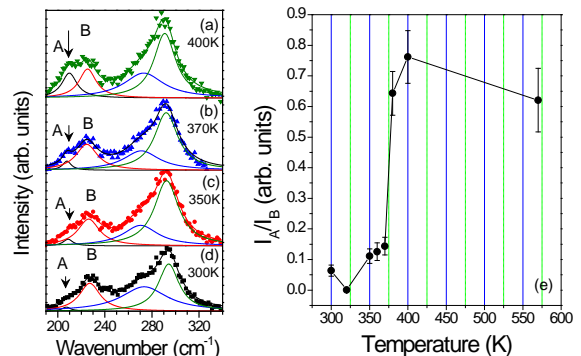 (a)
B
A
400K
(b)
B
A
370K
(c)
B
A
350K
(d)
B
A
300K
200 240 280 320
Wavenumber (cm⁻¹)
Intensity (arb. units)
0.9
0.8
0.7
0.6
0.5
0.4
0.3
0.2
0.1
0.0
(e)
300 350 400 450 500 550 600
Temperature (K)
I_A/I_B (arb. units)